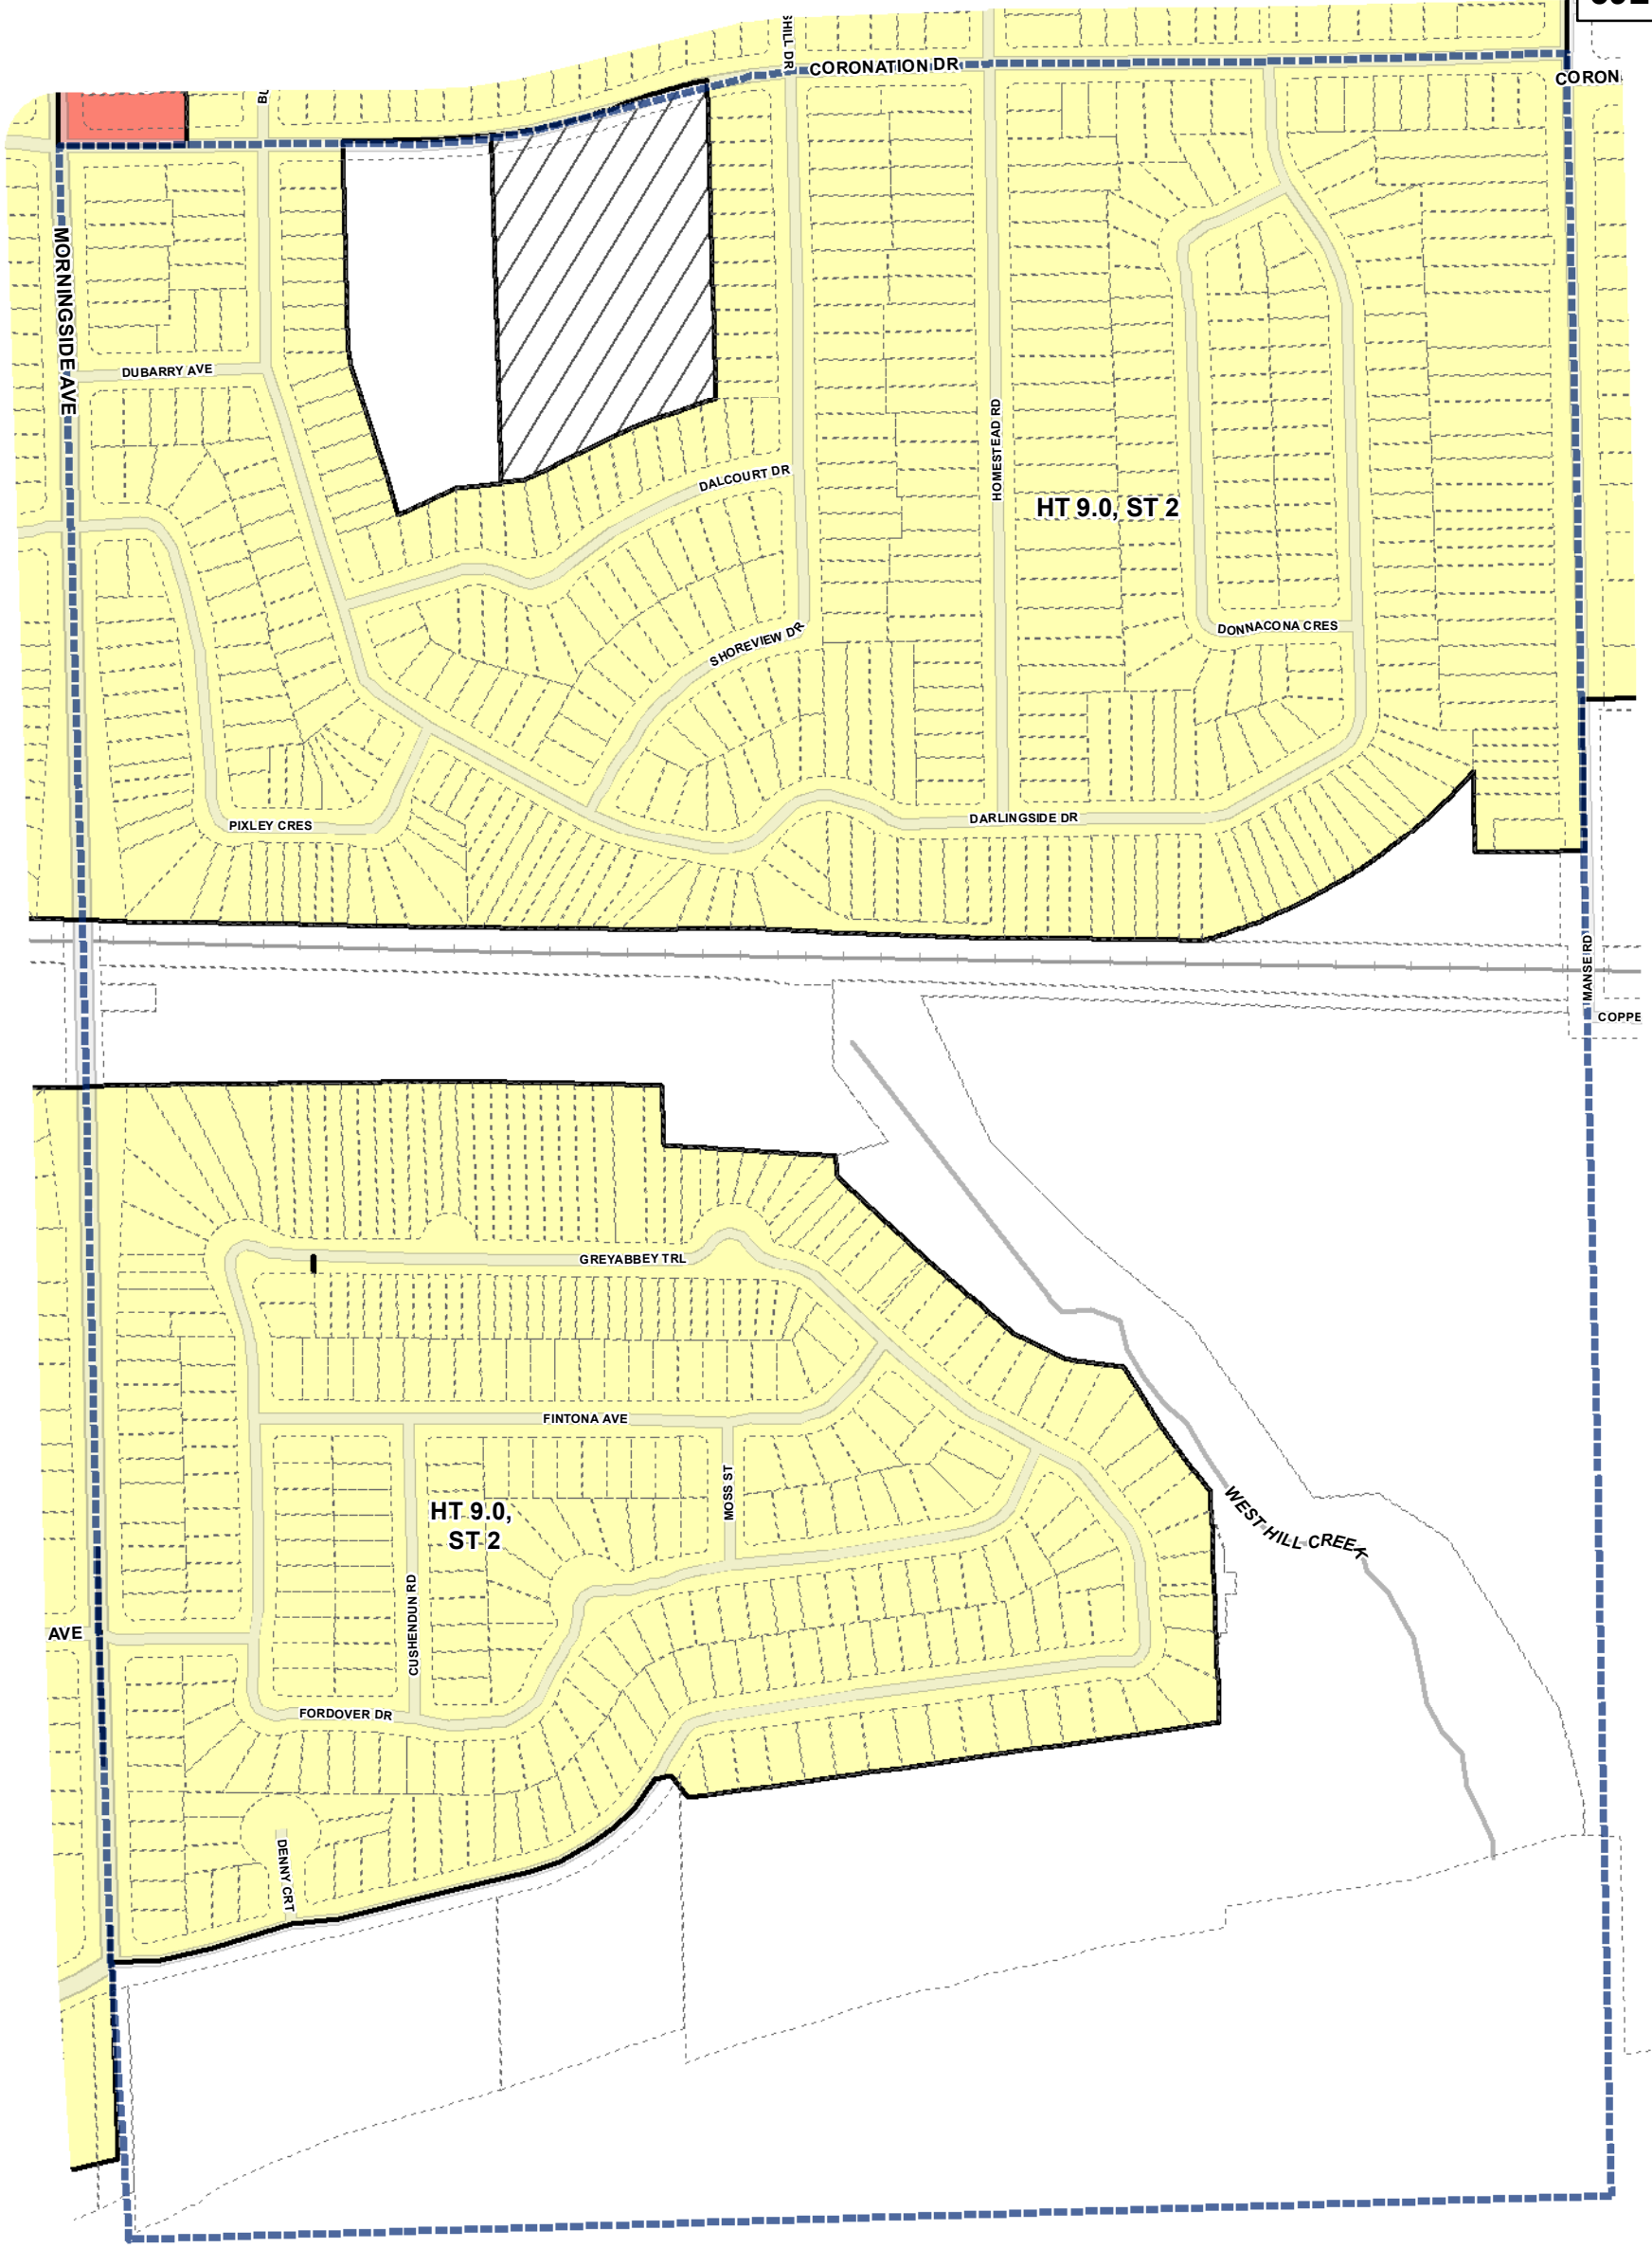 CORONATION DR
MORNINGSIDE AVE
DUBARRY AVE
DALCOURT DR
HOMESTEAD RD
HT 9.0, ST 2
SHOREVIEW DR
DONNACONA CRES
PIXLEY CRES
DARLINGSIDE DR
MANSE RD
COPPE
GREYABBEY TRL
FINTONA AVE
MOSS ST
HT 9.0,
ST 2
WEST HILL CREEK
CUSHENDUN RD
AVE
FORDOVER DR
DENNY CRT